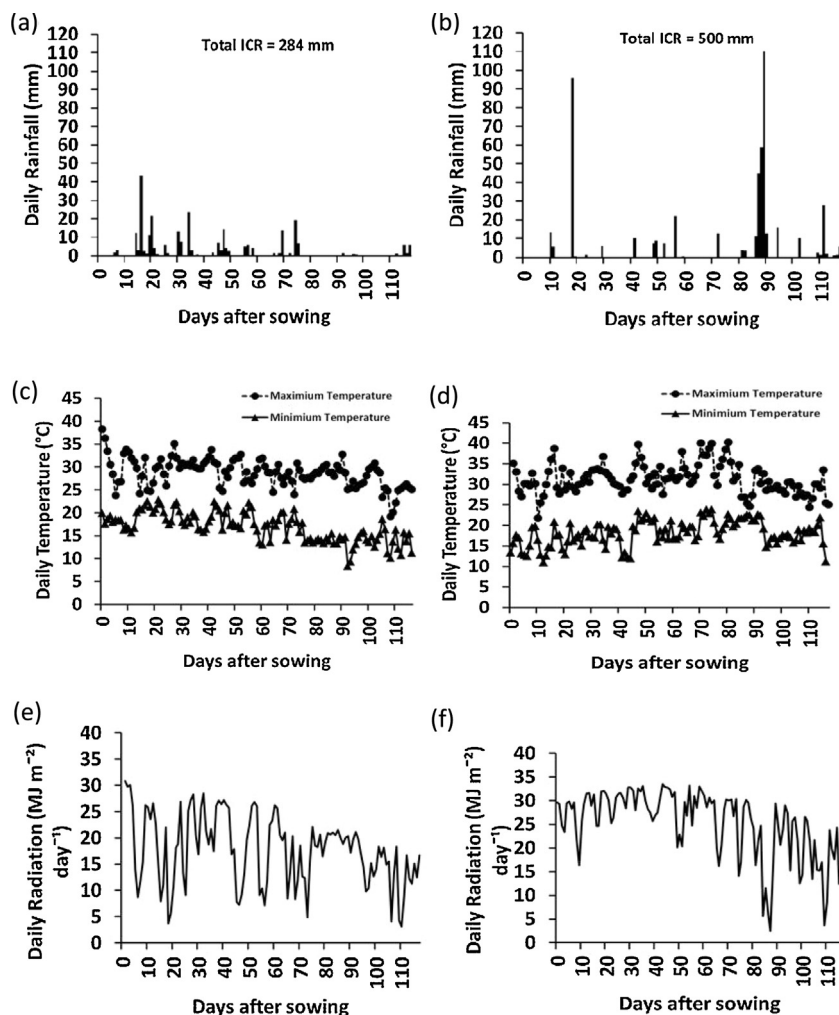 (a)
Total ICR = 284 mm
Daily Rainfall (mm)
120
110
100
90
80
70
60
50
40
30
20
10
0
0 10 20 30 40 50 60 70 80 90 100 110
Days after sowing
(b)
Total ICR = 500 mm
Daily Rainfall (mm)
120
110
100
90
80
70
60
50
40
30
20
10
0
0 10 20 30 40 50 60 70 80 90 100 110
Days after sowing
(c)
Maximium Temperature
Minimium Temperature
Daily Temperature (°C)
45
40
35
30
25
20
15
10
5
0
0 10 20 30 40 50 60 70 80 90 100 110
Days after sowing
(d)
Maximium Temperature
Minimium Temperature
Daily Temperature (°C)
45
40
35
30
25
20
15
10
5
0
0 10 20 30 40 50 60 70 80 90 100 110
Days after sowing
(e)
Daily Radiation (MJ m⁻²
day⁻¹)
40
35
30
25
20
15
10
5
0
0 10 20 30 40 50 60 70 80 90 100 110
Days after sowing
(f)
Daily Radiation (MJ m⁻²
day⁻¹)
40
35
30
25
20
15
10
5
0
0 10 20 30 40 50 60 70 80 90 100 110
Days after sowing